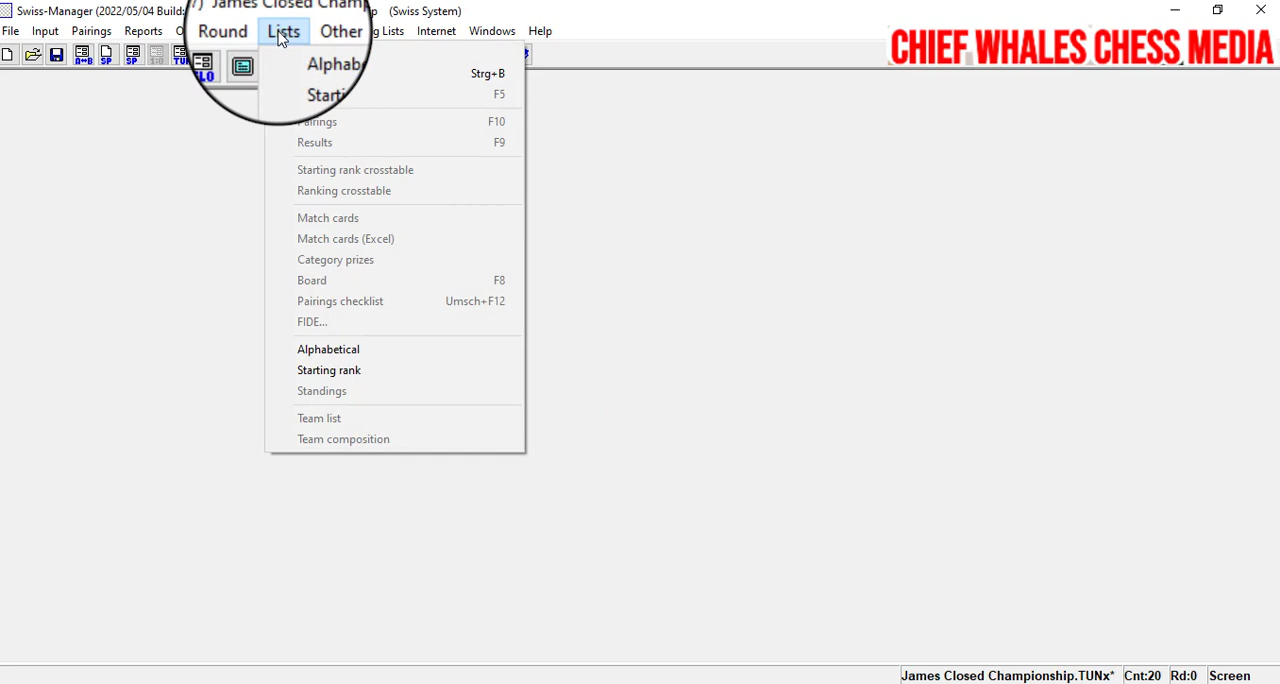 Swiss-Manager (2022/05/04 Build: 7) James Closed Champ p (Swiss System)
File Input Pairings Reports O Round Lists Other g Lists Internet Windows Help
CHIEF WHALES CHESS MEDIA
Alphab Strg+B
Starti F5
Pairings F10
Results F9
Starting rank crosstable
Ranking crosstable
Match cards
Match cards (Excel)
Category prizes
Board F8
Pairings checklist Umsch+F12
FIDE...
Alphabetical
Starting rank
Standings
Team list
Team composition
James Closed Championship.TUNx* Cnt:20 Rd:0 Screen